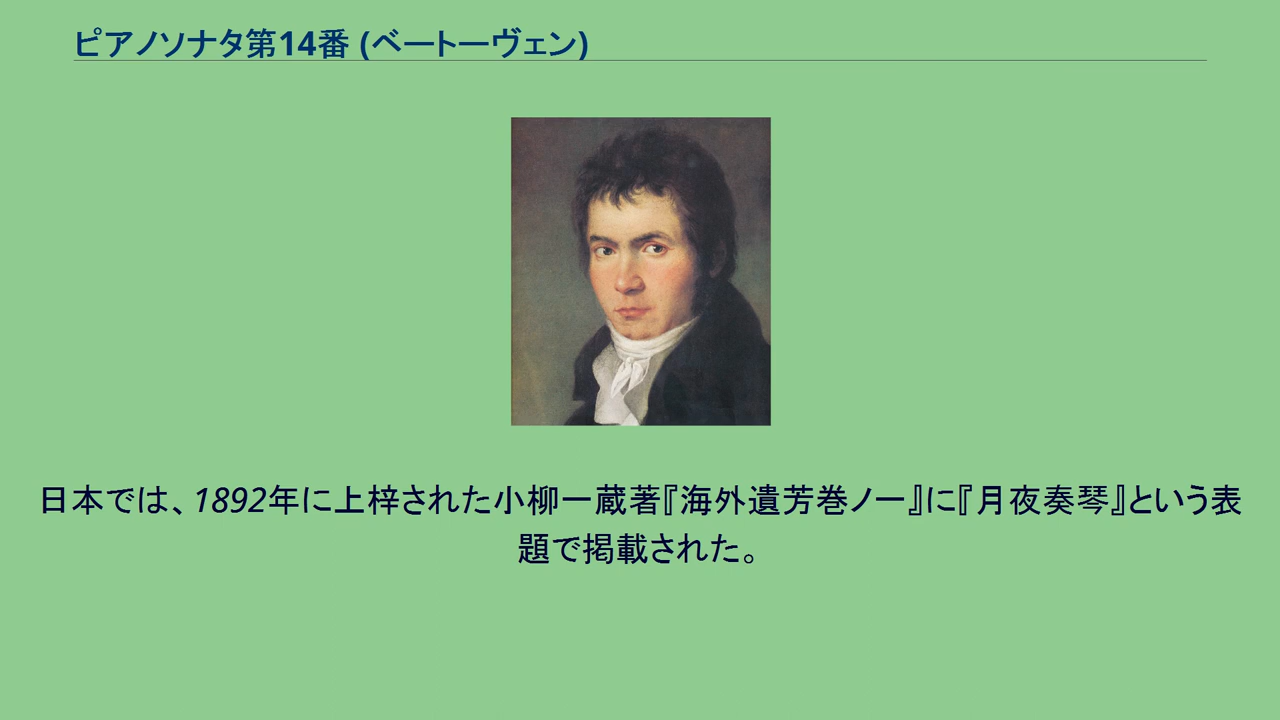 ピアノソナタ第14番 (ベートーヴェン)
日本では、1892年に上梓された小柳一蔵著『海外遺芳巻ノ一』に『月夜奏琴』という表
題で掲載された。